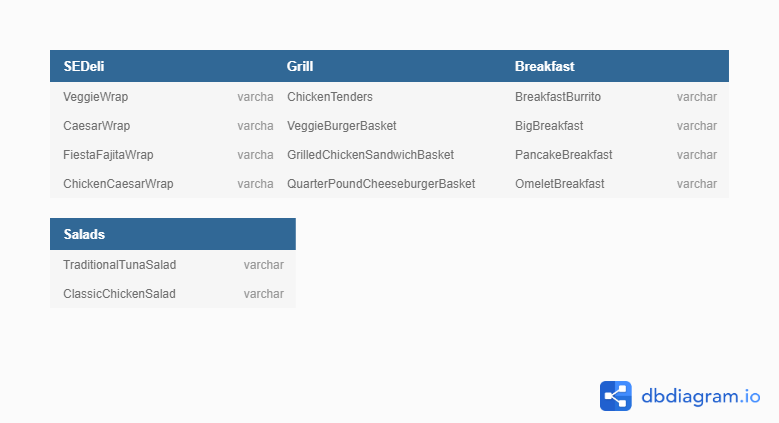 SEDeli Grill Breakfast
VeggieWrap varcha ChickenTenders BreakfastBurrito varchar
CaesarWrap varcha VeggieBurgerBasket BigBreakfast varchar
FiestaFajitaWrap varcha GrilledChickenSandwichBasket PancakeBreakfast varchar
ChickenCaesarWrap varcha QuarterPoundCheeseburgerBasket OmeletBreakfast varchar
Salads
TraditionalTunaSalad varchar
ClassicChickenSalad varchar
dbdiagram.io